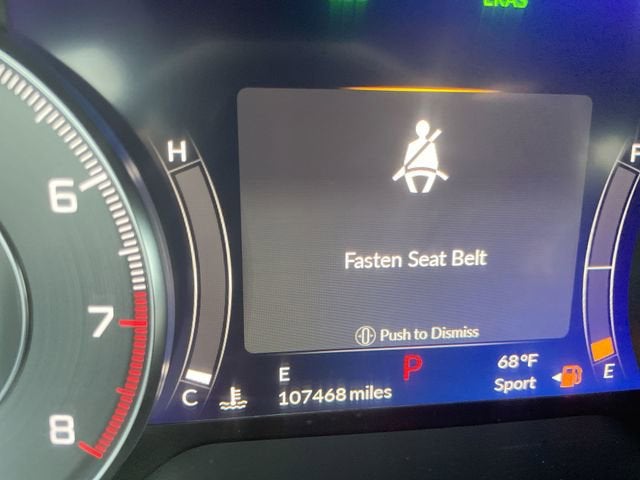 H
F
6
Fasten Seat Belt
7
Push to Dismiss
E
P
68°F
E
C
107468 miles
Sport
8